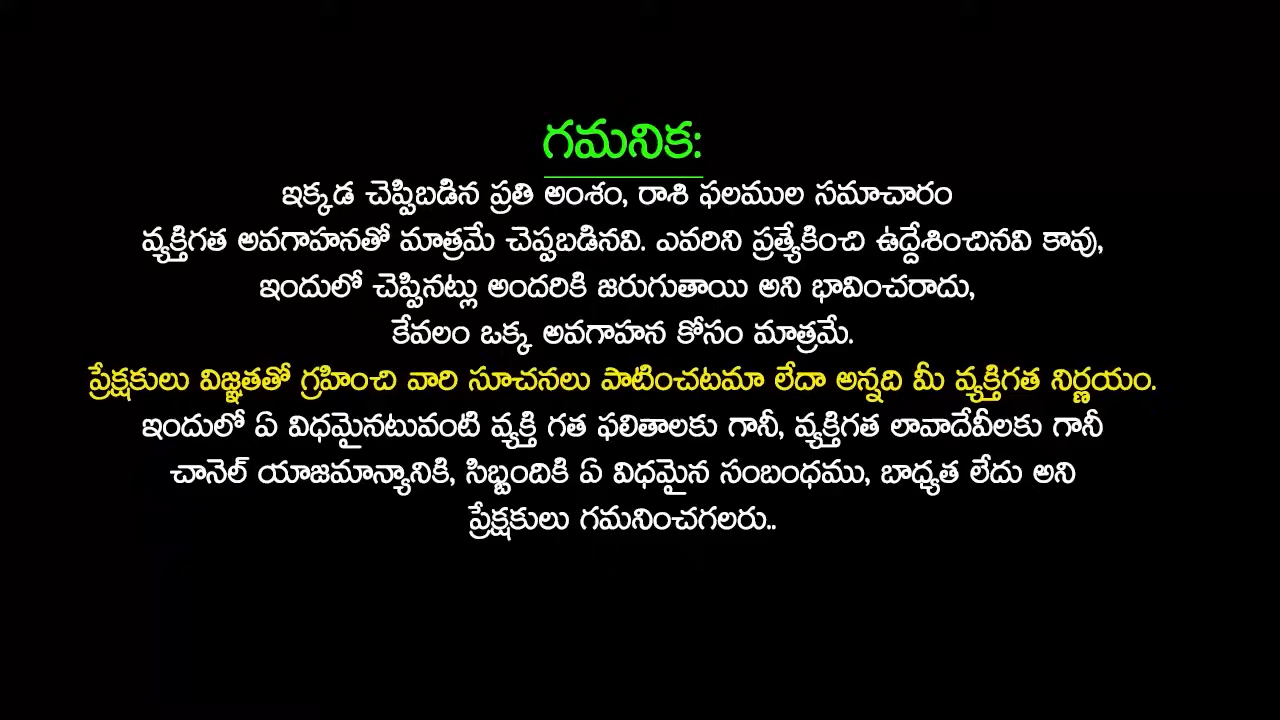 గమనిక:
ఇక్కడ చెప్పిబడిన ప్రతి అంశం, రాశి ఫలముల సమాచారం
వ్యక్తిగత అవగాహనతో మాత్రమే చెప్పబడినవి. ఎవరిని ప్రత్యేకించి ఉద్దేశించినవి కావు,
ఇందులో చెప్పినట్లు అందరికి జరుగుతాయి అని భావించరాదు,
కేవలం ఒక్క అవగాహన కోసం మాత్రమే.
ప్రేక్షకులు విజ్ఞతతో గ్రహించి వారి సూచనలు పాటించటమా లేదా అన్నది మీ వ్యక్తిగత నిర్ణయం.
ఇందులో ఏ విధమైనటువంటి వ్యక్తి గత ఫలితాలకు గానీ, వ్యక్తిగత లావాదేవీలకు గానీ
చానెల్ యాజమాన్యానికి, సిబ్బందికి ఏ విధమైన సంబంధము, బాధ్యత లేదు అని
ప్రేక్షకులు గమనించగలరు..